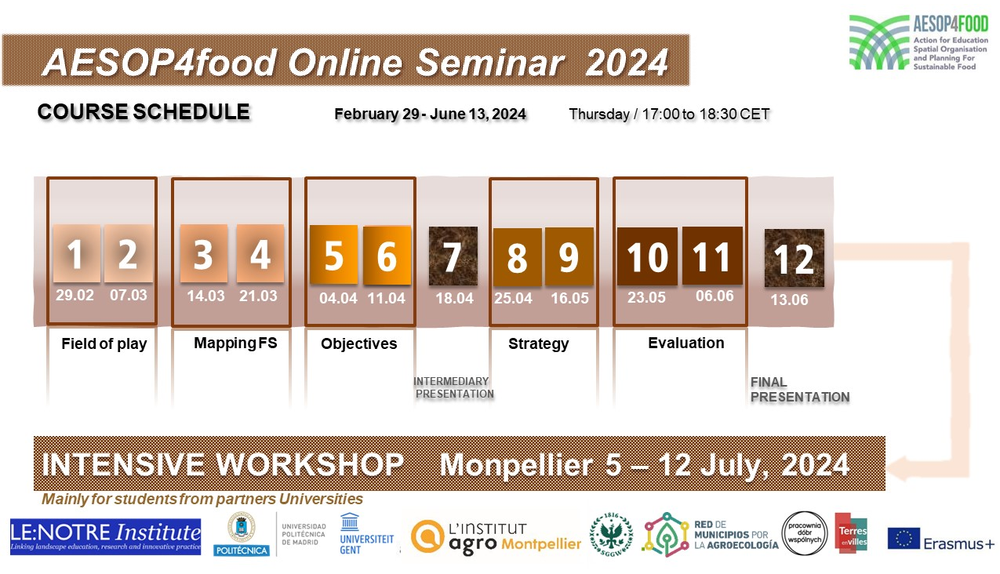 AESOP4food Online Seminar 2024
AESOP4FOOD
Action for Education
Spatial Organisation
and Planning For
Sustainable Food
COURSE SCHEDULE February 29 - June 13, 2024 Thursday / 17:00 to 18:30 CET
1 2 3 4 5 6 7 8 9 10 11 12
29.02 07.03 14.03 21.03 04.04 11.04 18.04 25.04 16.05 23.05 06.06 13.06
Field of play Mapping FS Objectives Strategy Evaluation
INTERMEDIARY
PRESENTATION
FINAL
PRESENTATION
INTENSIVE WORKSHOP Monpellier 5 – 12 July, 2024
Mainly for students from partners Universities
LE:NOTRE Institute
Linking landscape education, research and innovative practice
POLITÉCNICA
UNIVERSIDAD
POLITÉCNICA
DE MADRID
UNIVERSITEIT
GENT
L'INSTITUT
agro Montpellier
1816
SGGW
RED DE
MUNICIPIOS POR
LA AGROECOLOGÍA
pracownia
dóbr
wspólnych
Terres
en villes
Erasmus+